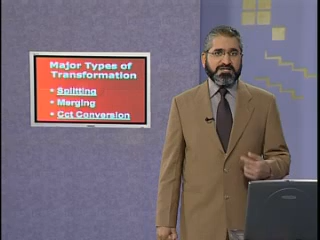 Major Types of
Transformation
• Splitting
• Merging
• Cct Conversion